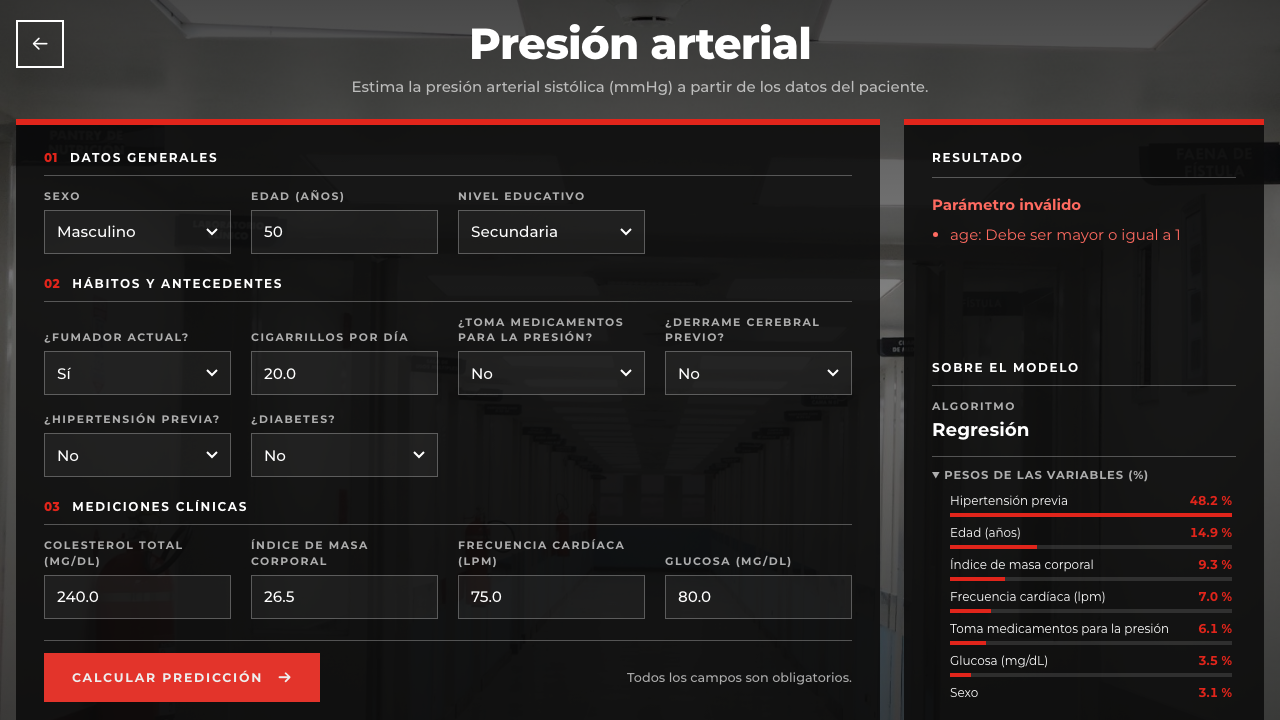 Presión arterial
Estima la presión arterial sistólica (mmHg) a partir de los datos del paciente.
01 DATOS GENERALES
SEXO
EDAD (AÑOS)
NIVEL EDUCATIVO
Masculino
50
Secundaria
02 HÁBITOS Y ANTECEDENTES
¿FUMADOR ACTUAL?
CIGARRILLOS POR DÍA
¿TOMA MEDICAMENTOS
PARA LA PRESIÓN?
¿DERRAME CEREBRAL
PREVIO?
Sí
20.0
No
No
¿HIPERTENSIÓN PREVIA?
¿DIABETES?
No
No
03 MEDICIONES CLÍNICAS
COLESTEROL TOTAL
(MG/DL)
ÍNDICE DE MASA
CORPORAL
FRECUENCIA CARDÍACA
(LPM)
GLUCOSA (MG/DL)
240.0
26.5
75.0
80.0
CALCULAR PREDICCIÓN →
Todos los campos son obligatorios.
RESULTADO
Parámetro inválido
• age: Debe ser mayor o igual a 1
SOBRE EL MODELO
ALGORITMO
Regresión
▼ PESOS DE LAS VARIABLES (%)
Hipertensión previa 48.2 %
Edad (años) 14.9 %
Índice de masa corporal 9.3 %
Frecuencia cardíaca (lpm) 7.0 %
Toma medicamentos para la presión 6.1 %
Glucosa (mg/dL) 3.5 %
Sexo 3.1 %